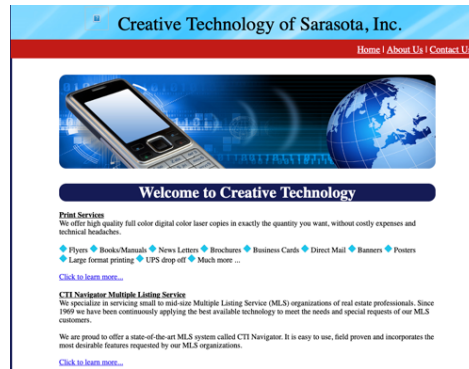 Creative Technology of Sarasota, Inc.
Home | About Us | Contact Us
Welcome to Creative Technology
Print Services
We offer high quality full color digital color laser copies in exactly the quantity you want, without costly expenses and
technical headaches.
Flyers Books/Manuals News Letters Brochures Business Cards Direct Mail Banners Posters
Large format printing UPS drop off Much more ...
Click to learn more...
CTI Navigator Multiple Listing Service
We specialize in servicing small to mid-size Multiple Listing Service (MLS) organizations of real estate professionals. Since
1969 we have been continuously applying the best available technology to meet the needs and special requests of our MLS
customers.
We are proud to offer a state-of-the-art MLS system called CTI Navigator. It is easy to use, field proven and incorporates the
most desirable features requested by our MLS organizations.
Click to learn more...